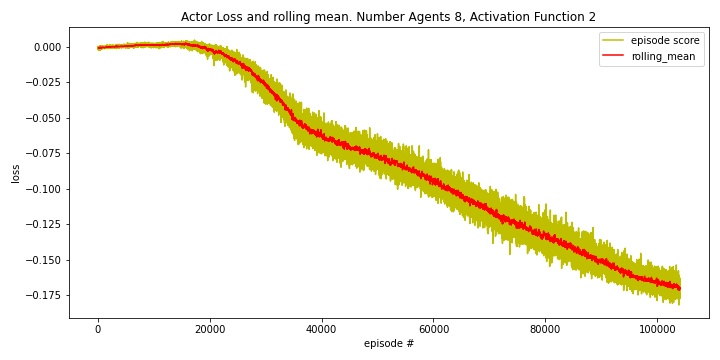 Actor Loss and rolling mean. Number Agents 8, Activation Function 2
episode score
rolling_mean
0.000
−0.025
−0.050
−0.075
−0.100
−0.125
−0.150
−0.175
loss
0 20000 40000 60000 80000 100000
episode #